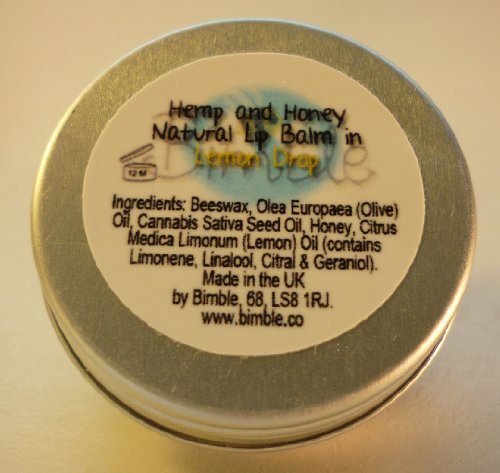 Hemp and Honey
Natural Lip Balm in
Bimble
Lemon Drop
12 M
Ingredients: Beeswax, Olea Europaea (Olive)
Oil, Cannabis Sativa Seed Oil, Honey, Citrus
Medica Limonum (Lemon) Oil (contains
Limonene, Linalool, Citral & Geraniol).
Made in the UK
by Bimble, 68, LS8 1RJ.
www.bimble.co